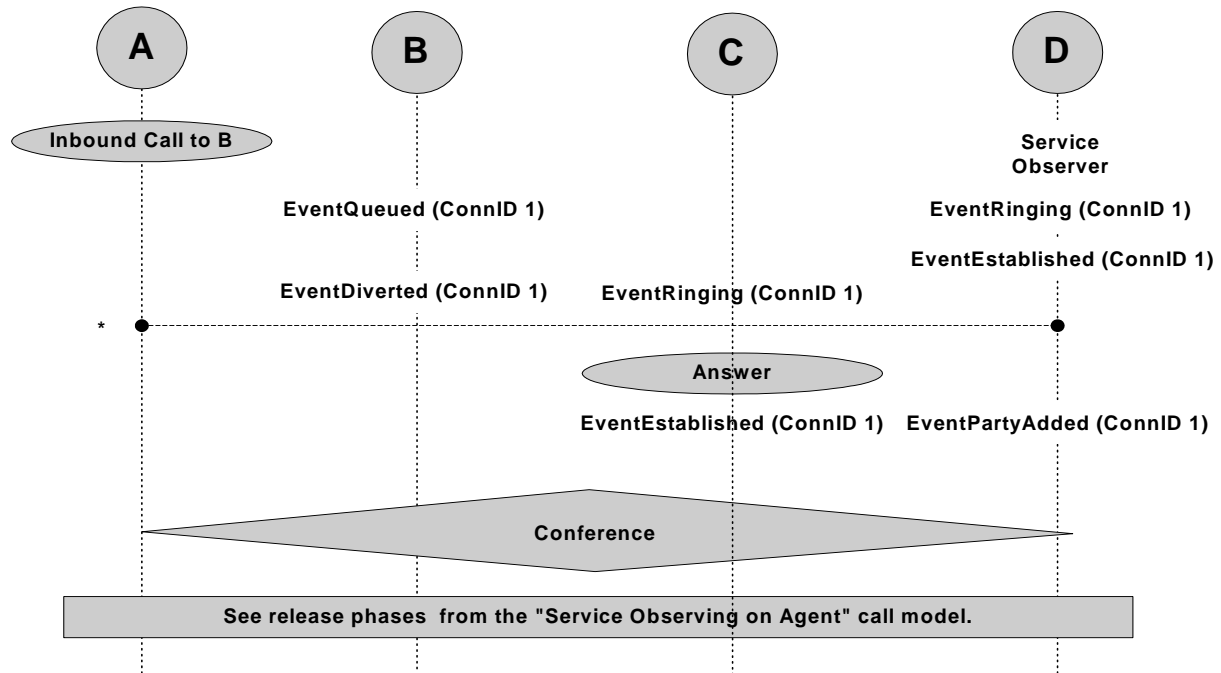 A
B
C
D
Inbound Call to B
Service
Observer
EventQueued (ConnID 1)
EventRinging (ConnID 1)
EventEstablished (ConnID 1)
EventDiverted (ConnID 1)
EventRinging (ConnID 1)
*
Answer
EventEstablished (ConnID 1)
EventPartyAdded (ConnID 1)
Conference
See release phases from the "Service Observing on Agent" call model.